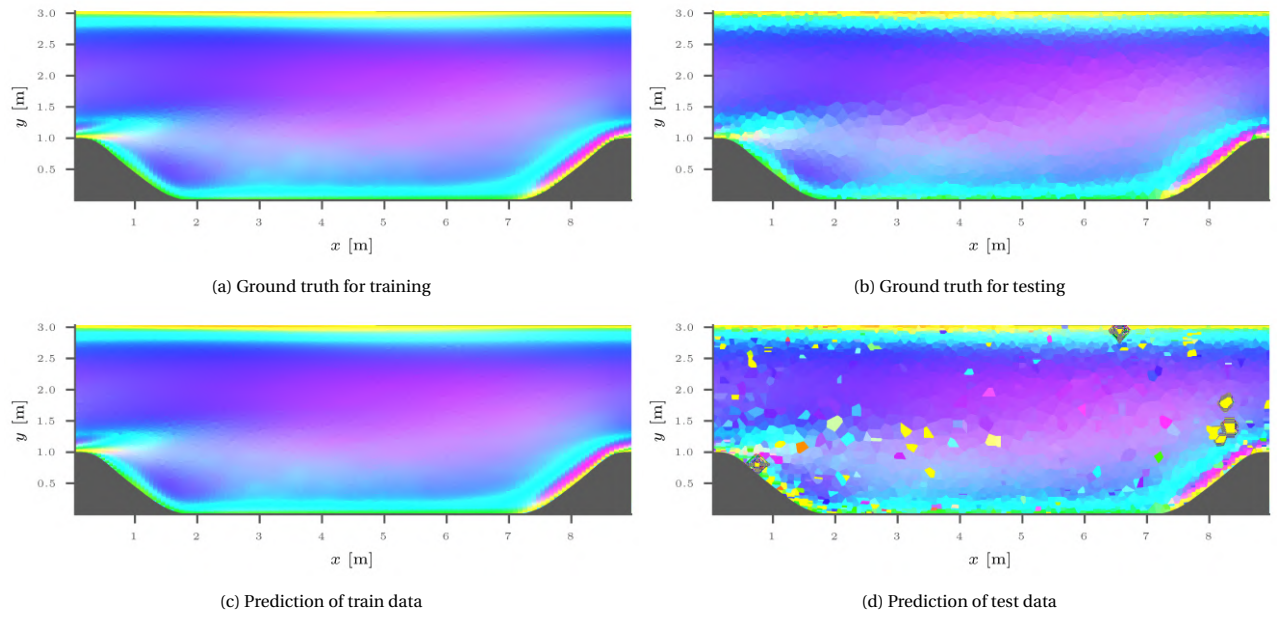 3.0
2.5
2.0
1.5
1.0
0.5
y [m]
1 2 3 4 5 6 7 8
x [m]
(a) Ground truth for training
3.0
2.5
2.0
1.5
1.0
0.5
y [m]
1 2 3 4 5 6 7 8
x [m]
(b) Ground truth for testing
3.0
2.5
2.0
1.5
1.0
0.5
y [m]
1 2 3 4 5 6 7 8
x [m]
(c) Prediction of train data
3.0
2.5
2.0
1.5
1.0
0.5
y [m]
1 2 3 4 5 6 7 8
x [m]
(d) Prediction of test data